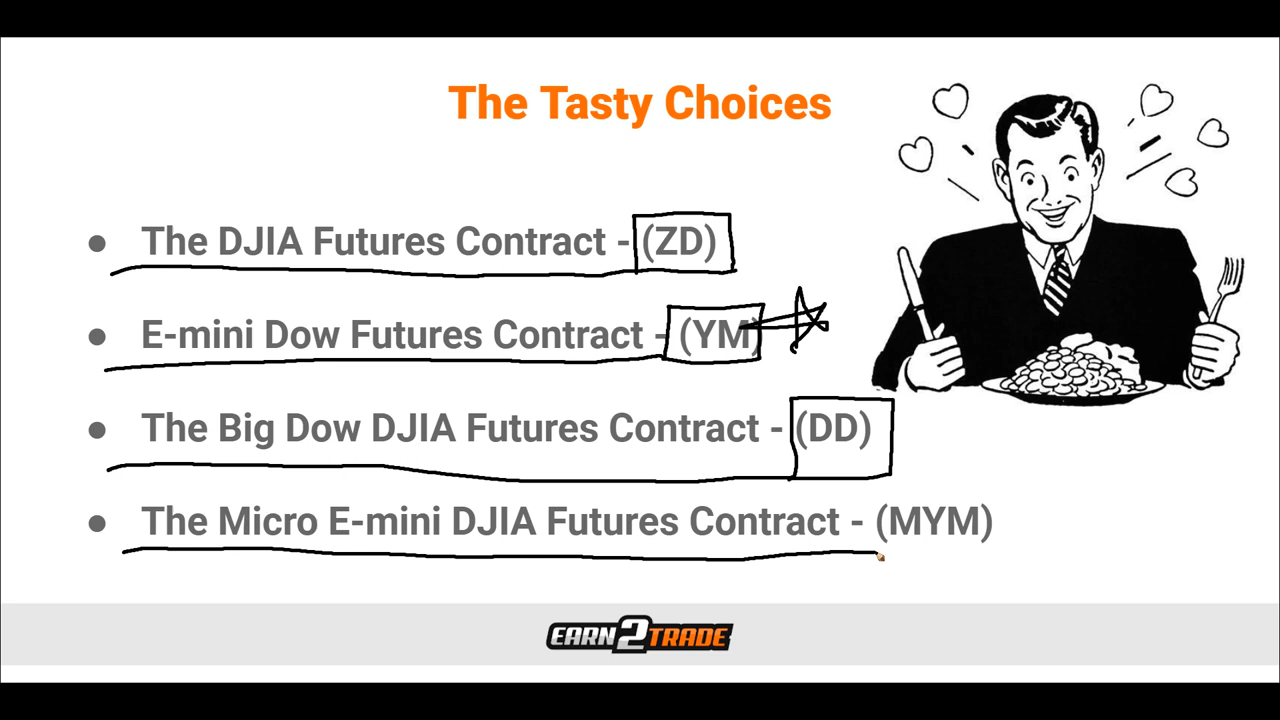 The Tasty Choices
● The DJIA Futures Contract - (ZD)
● E-mini Dow Futures Contract - (YM)
● The Big Dow DJIA Futures Contract - (DD)
● The Micro E-mini DJIA Futures Contract - (MYM)
EARN2TRADE